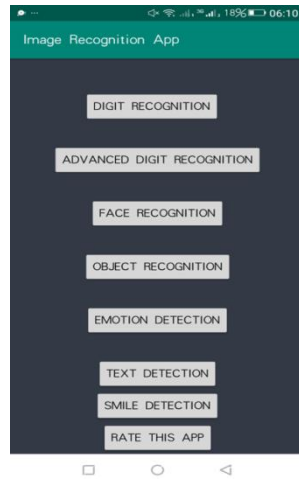 18% 06:10
Image Recognition App
DIGIT RECOGNITION
ADVANCED DIGIT RECOGNITION
FACE RECOGNITION
OBJECT RECOGNITION
EMOTION DETECTION
TEXT DETECTION
SMILE DETECTION
RATE THIS APP